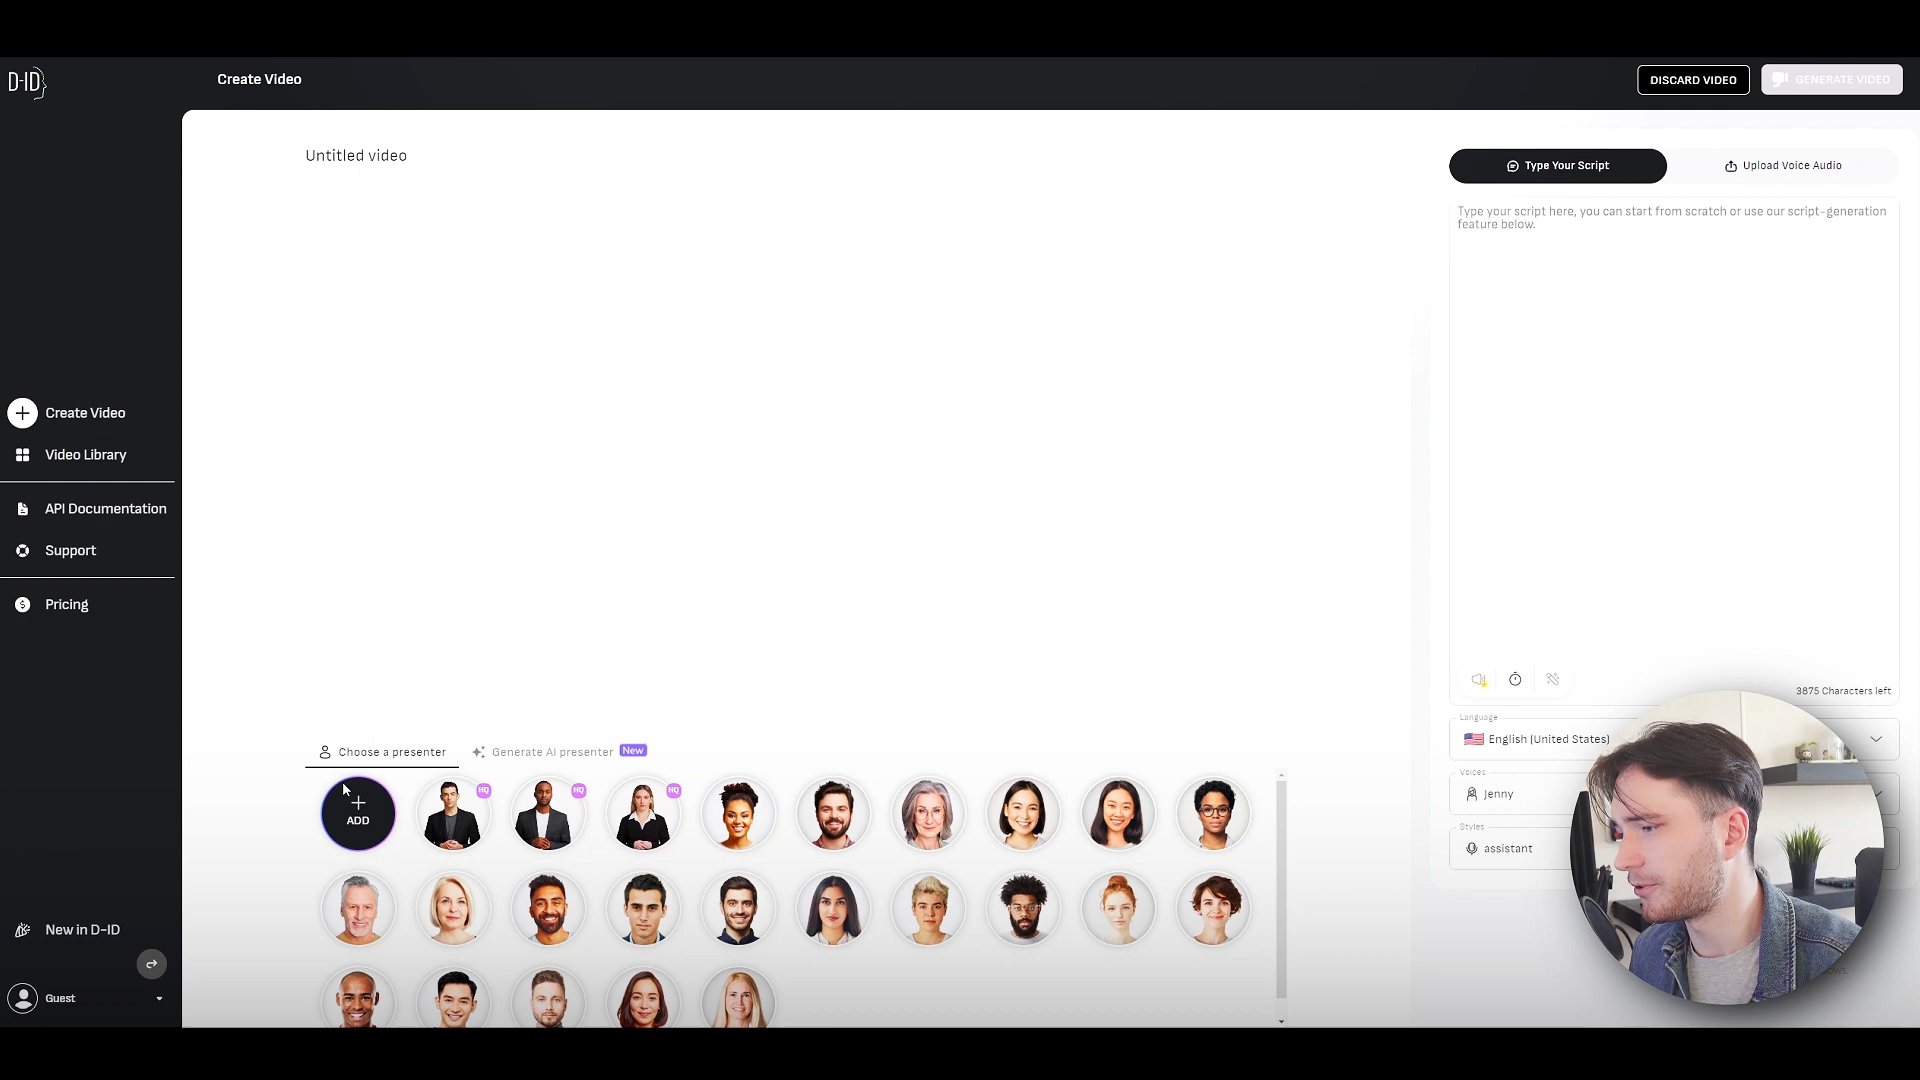 D-ID
Create Video
DISCARD VIDEO
GENERATE VIDEO
Untitled video
Type Your Script
Upload Voice Audio
Type your script here, you can start from scratch or use our script-generation
feature below.
Create Video
Video Library
API Documentation
Support
Pricing
3875 Characters left
Language
English (United States)
Choose a presenter
Generate AI presenter
New
Voices
Jenny
HQ
HQ
HQ
ADD
Styles
assistant
New in D-ID
Guest